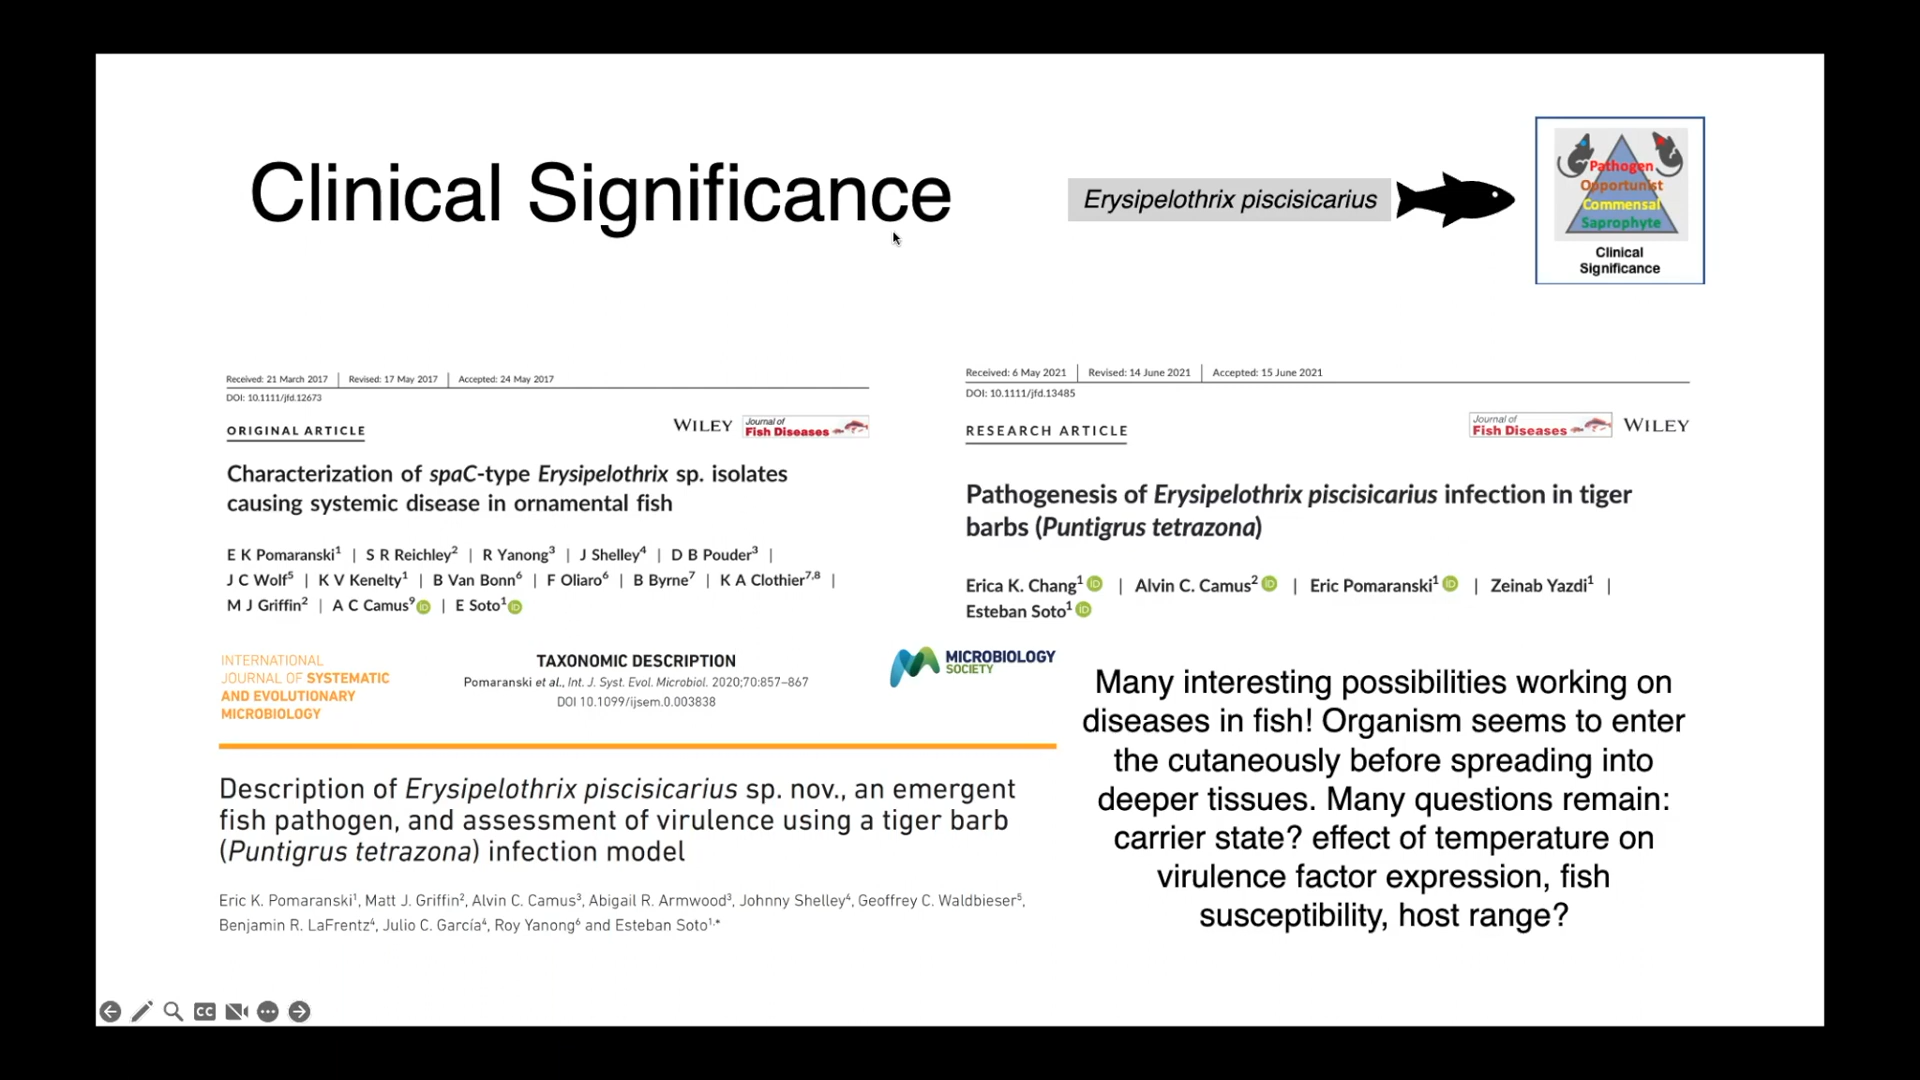 Clinical Significance
Erysipelothrix piscisicarius
Pathogen
Opportunist
Commensal
Saprophyte
Clinical
Significance
Received: 21 March 2017 | Revised: 17 May 2017 | Accepted: 24 May 2017
DOI: 10.1111/jfd.12673
ORIGINAL ARTICLE
WILEY
Journal of
Fish Diseases
Characterization of spaC-type Erysipelothrix sp. isolates
causing systemic disease in ornamental fish
E K Pomaranski¹ | S R Reichley² | R Yanong³ | J Shelley⁴ | D B Pouder³ |
J C Wolf⁵ | K V Kenelty¹ | B Van Bonn⁶ | F Oliaro⁶ | B Byrne⁷ | K A Clothier⁷,⁸ |
M J Griffin² | A C Camus⁹ iD | E Soto¹ iD
Received: 6 May 2021 | Revised: 14 June 2021 | Accepted: 15 June 2021
DOI: 10.1111/jfd.13485
RESEARCH ARTICLE
Journal of
Fish Diseases
WILEY
Pathogenesis of Erysipelothrix piscisicarius infection in tiger
barbs (Puntigrus tetrazona)
Erica K. Chang¹ iD | Alvin C. Camus² iD | Eric Pomaranski¹ iD | Zeinab Yazdi¹ |
Esteban Soto¹ iD
INTERNATIONAL
JOURNAL OF SYSTEMATIC
AND EVOLUTIONARY
MICROBIOLOGY
TAXONOMIC DESCRIPTION
Pomaranski et al., Int. J. Syst. Evol. Microbiol. 2020;70:857–867
DOI 10.1099/ijsem.0.003838
MICROBIOLOGY
SOCIETY
Description of Erysipelothrix piscisicarius sp. nov., an emergent
fish pathogen, and assessment of virulence using a tiger barb
(Puntigrus tetrazona) infection model
Eric K. Pomaranski¹, Matt J. Griffin², Alvin C. Camus³, Abigail R. Armwood³, Johnny Shelley⁴, Geoffrey C. Waldbieser⁵,
Benjamin R. LaFrentz⁴, Julio C. García⁴, Roy Yanong⁶ and Esteban Soto¹,*
Many interesting possibilities working on
diseases in fish! Organism seems to enter
the cutaneously before spreading into
deeper tissues. Many questions remain:
carrier state? effect of temperature on
virulence factor expression, fish
susceptibility, host range?
CC